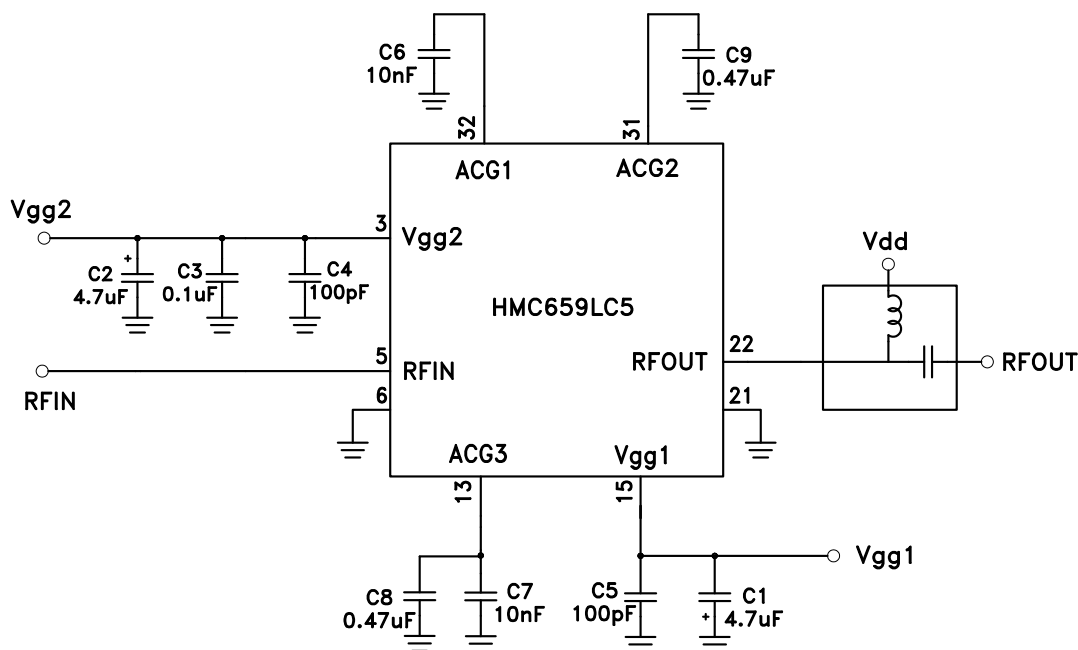 C6
10nF
C9
0.47uF
32
31
ACG1
ACG2
Vgg2
3
Vgg2
+
C2
4.7uF
C3
0.1uF
C4
100pF
Vdd
HMC659LC5
5
RFIN
RFIN
RFOUT
22
RFOUT
6
21
ACG3
Vgg1
13
15
Vgg1
C8
0.47uF
C7
10nF
C5
100pF
C1
+
4.7uF